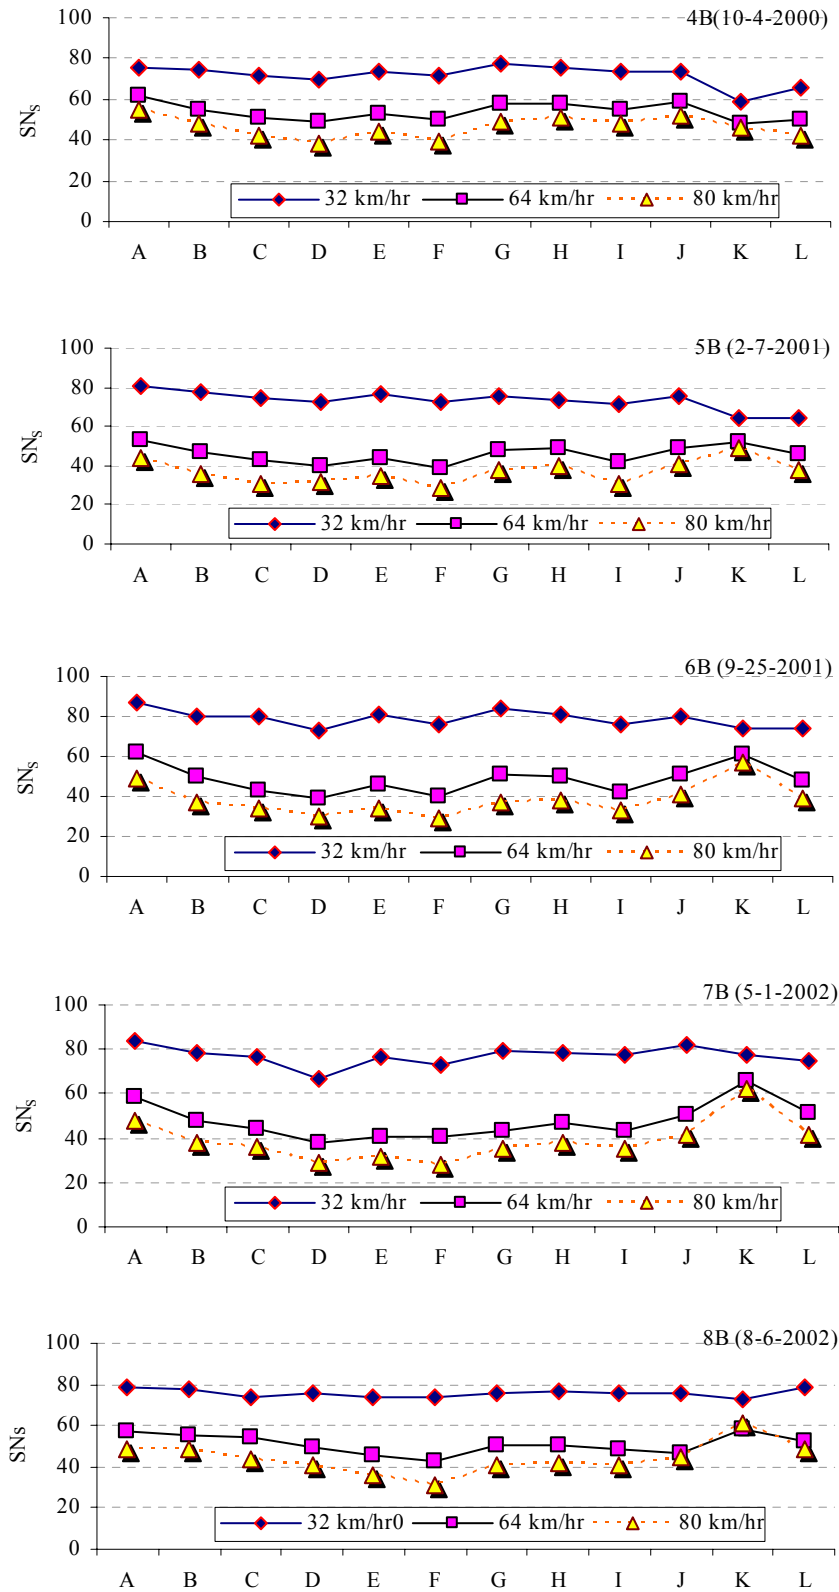 4B(10-4-2000)
100
80
60
40
20
0
SNS
32 km/hr 64 km/hr 80 km/hr
A B C D E F G H I J K L
5B (2-7-2001)
100
80
60
40
20
0
SNS
32 km/hr 64 km/hr 80 km/hr
A B C D E F G H I J K L
6B (9-25-2001)
100
80
60
40
20
0
SNS
32 km/hr 64 km/hr 80 km/hr
A B C D E F G H I J K L
7B (5-1-2002)
100
80
60
40
20
0
SNS
32 km/hr 64 km/hr 80 km/hr
A B C D E F G H I J K L
8B (8-6-2002)
100
80
60
40
20
0
SNs
32 km/hr0 64 km/hr 80 km/hr
A B C D E F G H I J K L